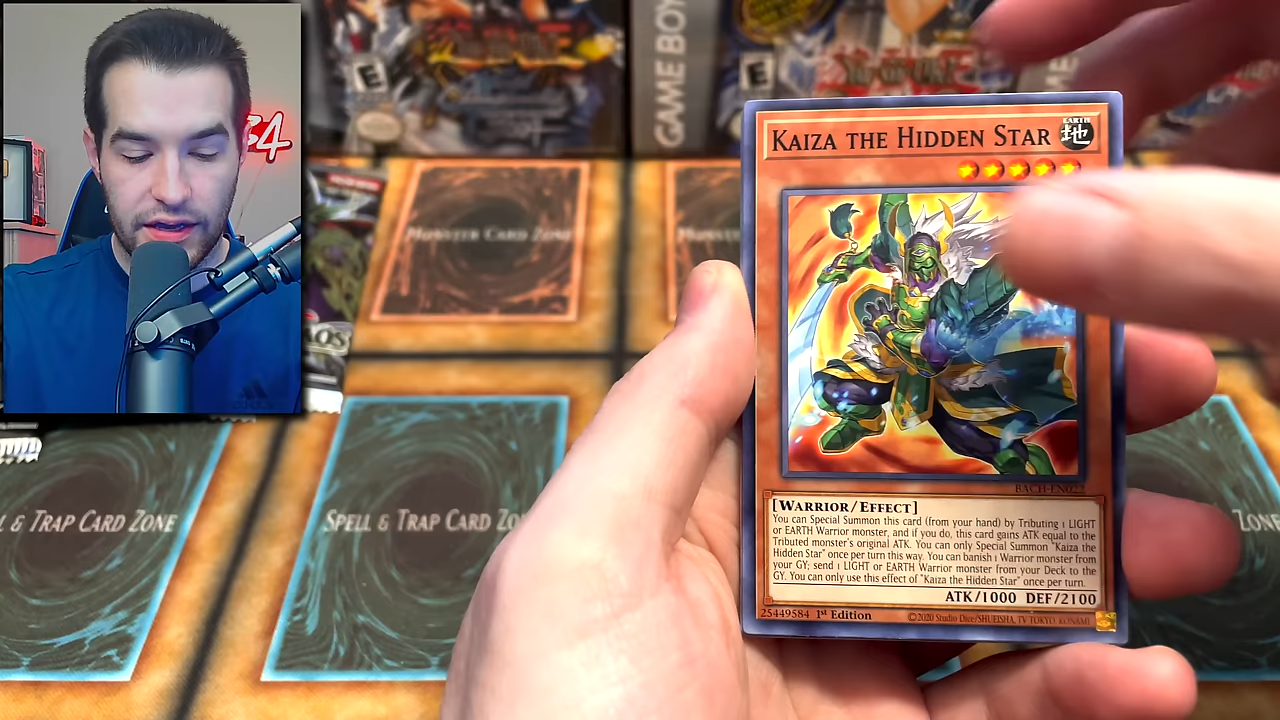 E
GAME BOY
E
34
MONSTER CARD ZONE
MONST
KAIZA THE HIDDEN STAR
EARTH
地
BACH-EN022
[WARRIOR/EFFECT]
You can Special Summon this card (from your hand) by Tributing 1 LIGHT
or EARTH Warrior monster, and if you do, this card gains ATK equal to the
Tributed monster's original ATK. You can only Special Summon "Kaiza the
Hidden Star" once per turn this way. You can banish 1 Warrior monster from
your GY; send 1 LIGHT or EARTH Warrior monster from your Deck to the
GY. You can only use this effect of "Kaiza the Hidden Star" once per turn.
ATK/1000 DEF/2100
25449584 1st Edition
©2020 Studio Dice/SHUEISHA, TV TOKYO, KONAMI
L & TRAP CARD ZONE
SPELL & TRAP CARD ZO
ZONE